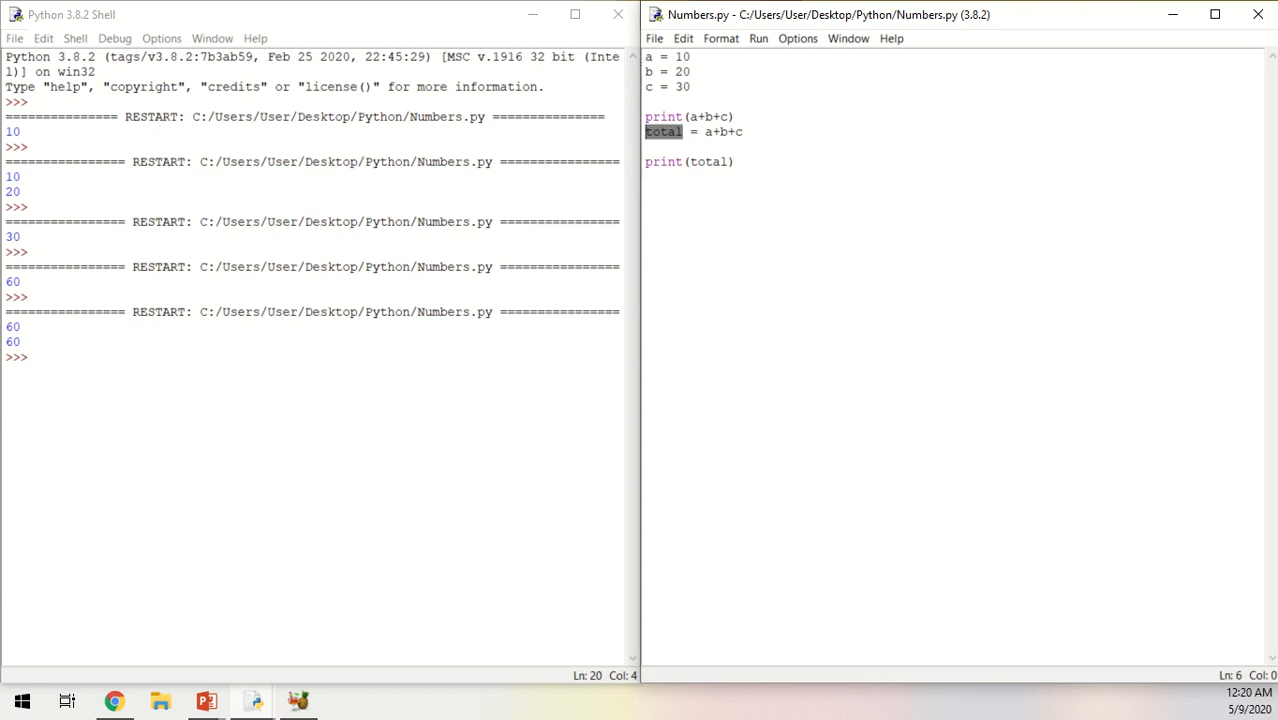 Python 3.8.2 Shell
File Edit Shell Debug Options Window Help
Python 3.8.2 (tags/v3.8.2:7b3ab59, Feb 25 2020, 22:45:29) [MSC v.1916 32 bit (Inte
l)] on win32
Type "help", "copyright", "credits" or "license()" for more information.
>>>
=============== RESTART: C:/Users/User/Desktop/Python/Numbers.py ===============
10
>>>
================ RESTART: C:/Users/User/Desktop/Python/Numbers.py ================
10
20
>>>
================ RESTART: C:/Users/User/Desktop/Python/Numbers.py ================
30
>>>
================ RESTART: C:/Users/User/Desktop/Python/Numbers.py ================
60
>>>
================ RESTART: C:/Users/User/Desktop/Python/Numbers.py ================
60
60
>>>
Ln: 20 Col: 4
Numbers.py - C:/Users/User/Desktop/Python/Numbers.py (3.8.2)
File Edit Format Run Options Window Help
a = 10
b = 20
c = 30
print(a+b+c)
total = a+b+c
print(total)
Ln: 6 Col: 0
12:20 AM
5/9/2020